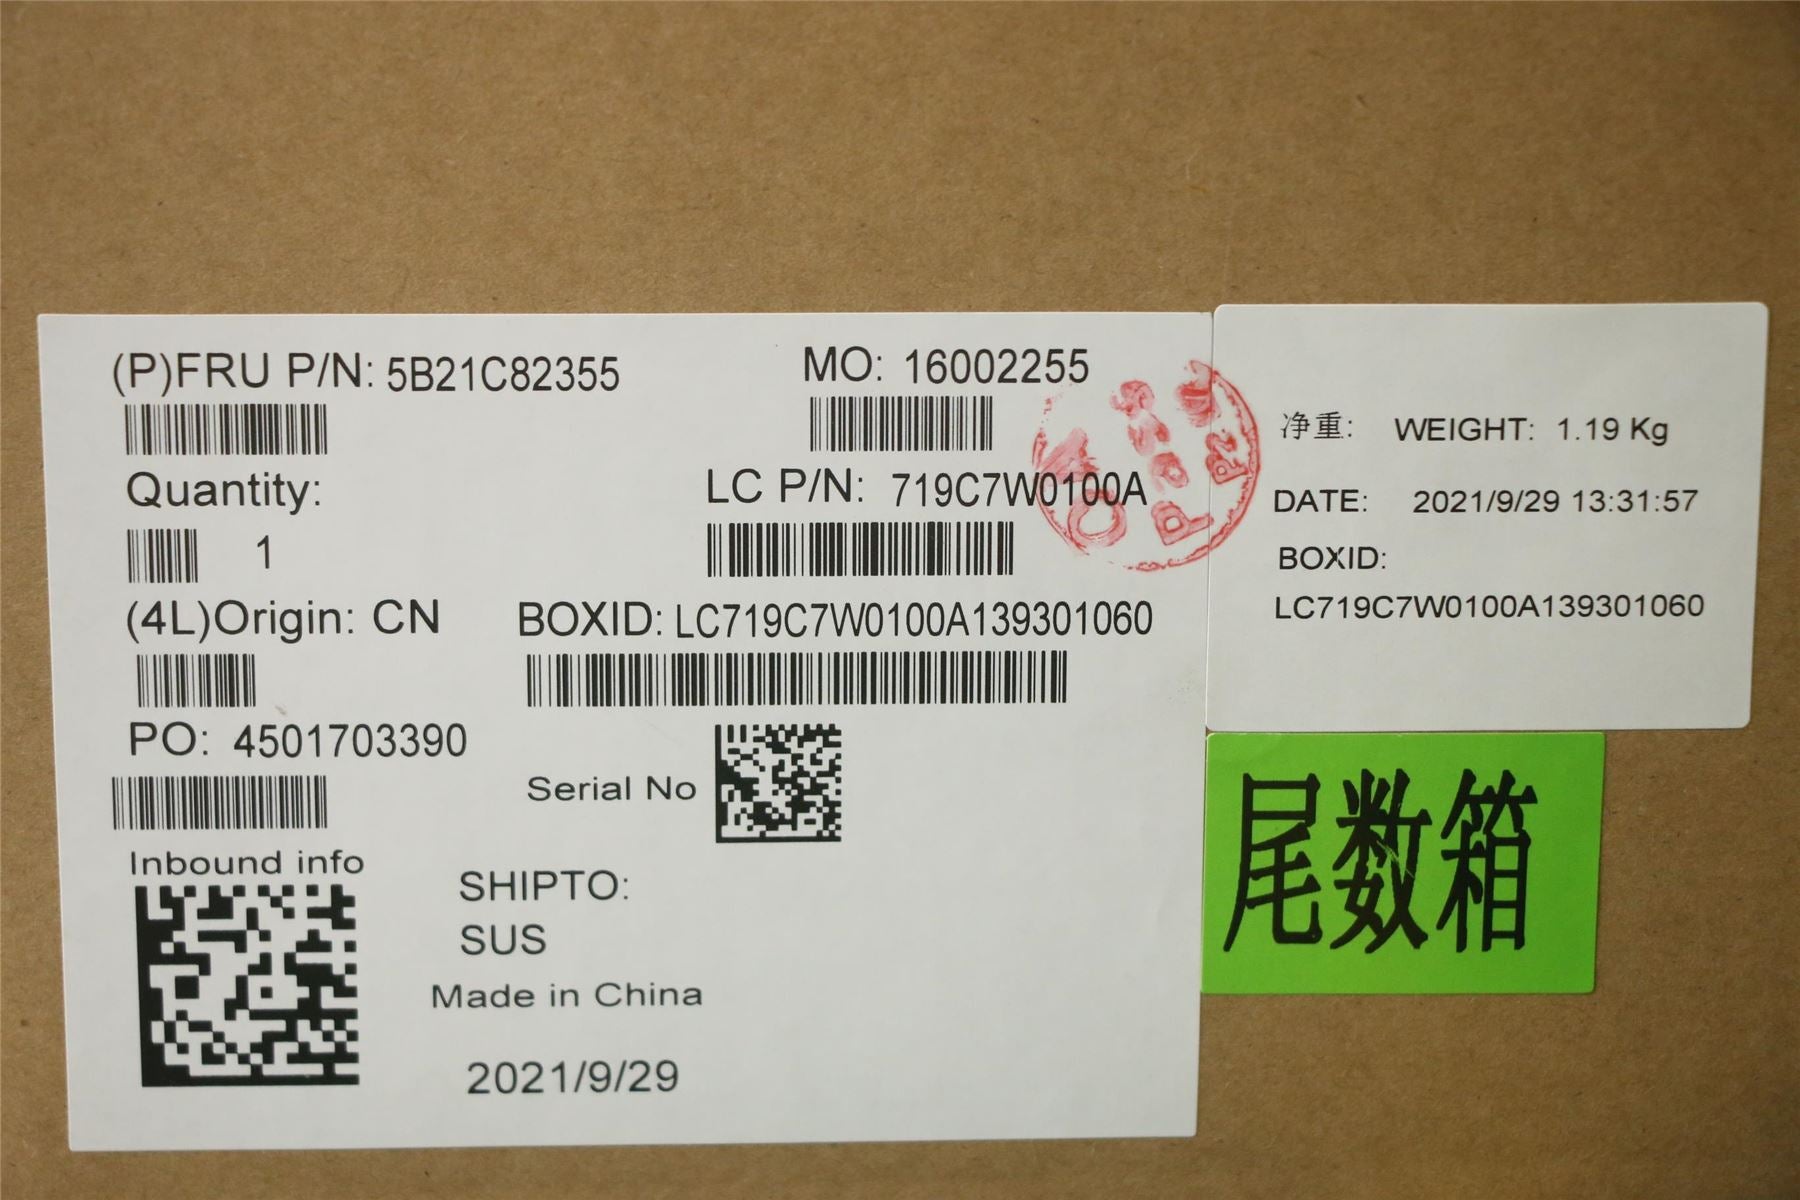 (P)FRU P/N: 5B21C82355
MO: 16002255
Quantity:
1
LC P/N: 719C7W0100A
(4L)Origin: CN
BOXID: LC719C7W0100A139301060
PO: 4501703390
Serial No
Inbound info
SHIPTO:
SUS
Made in China
2021/9/29
净重: WEIGHT: 1.19 Kg
DATE: 2021/9/29 13:31:57
BOXID:
LC719C7W0100A139301060
尾数箱